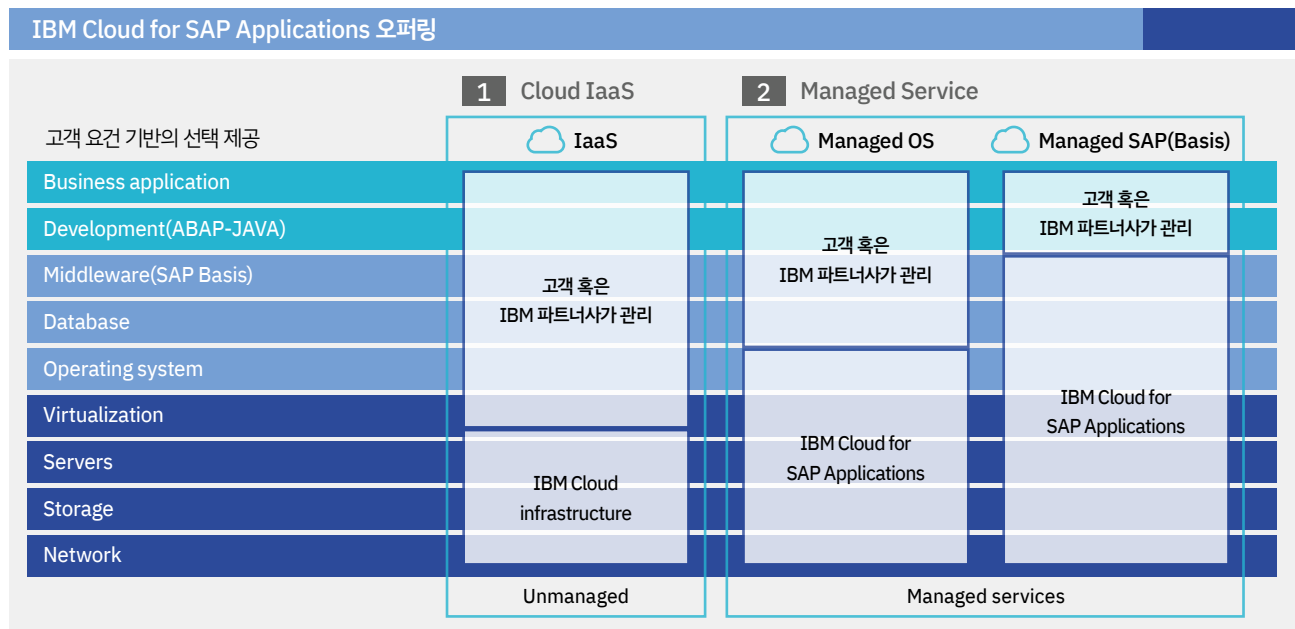 IBM Cloud for SAP Applications 오퍼링
1 Cloud IaaS
2 Managed Service
고객 요건 기반의 선택 제공
IaaS
Managed OS
Managed SAP(Basis)
Business application
Development(ABAP-JAVA)
Middleware(SAP Basis)
Database
Operating system
Virtualization
Servers
Storage
Network
고객 혹은
IBM 파트너사가 관리
IBM Cloud
infrastructure
고객 혹은
IBM 파트너사가 관리
IBM Cloud for
SAP Applications
고객 혹은
IBM 파트너사가 관리
IBM Cloud for
SAP Applications
Unmanaged
Managed services